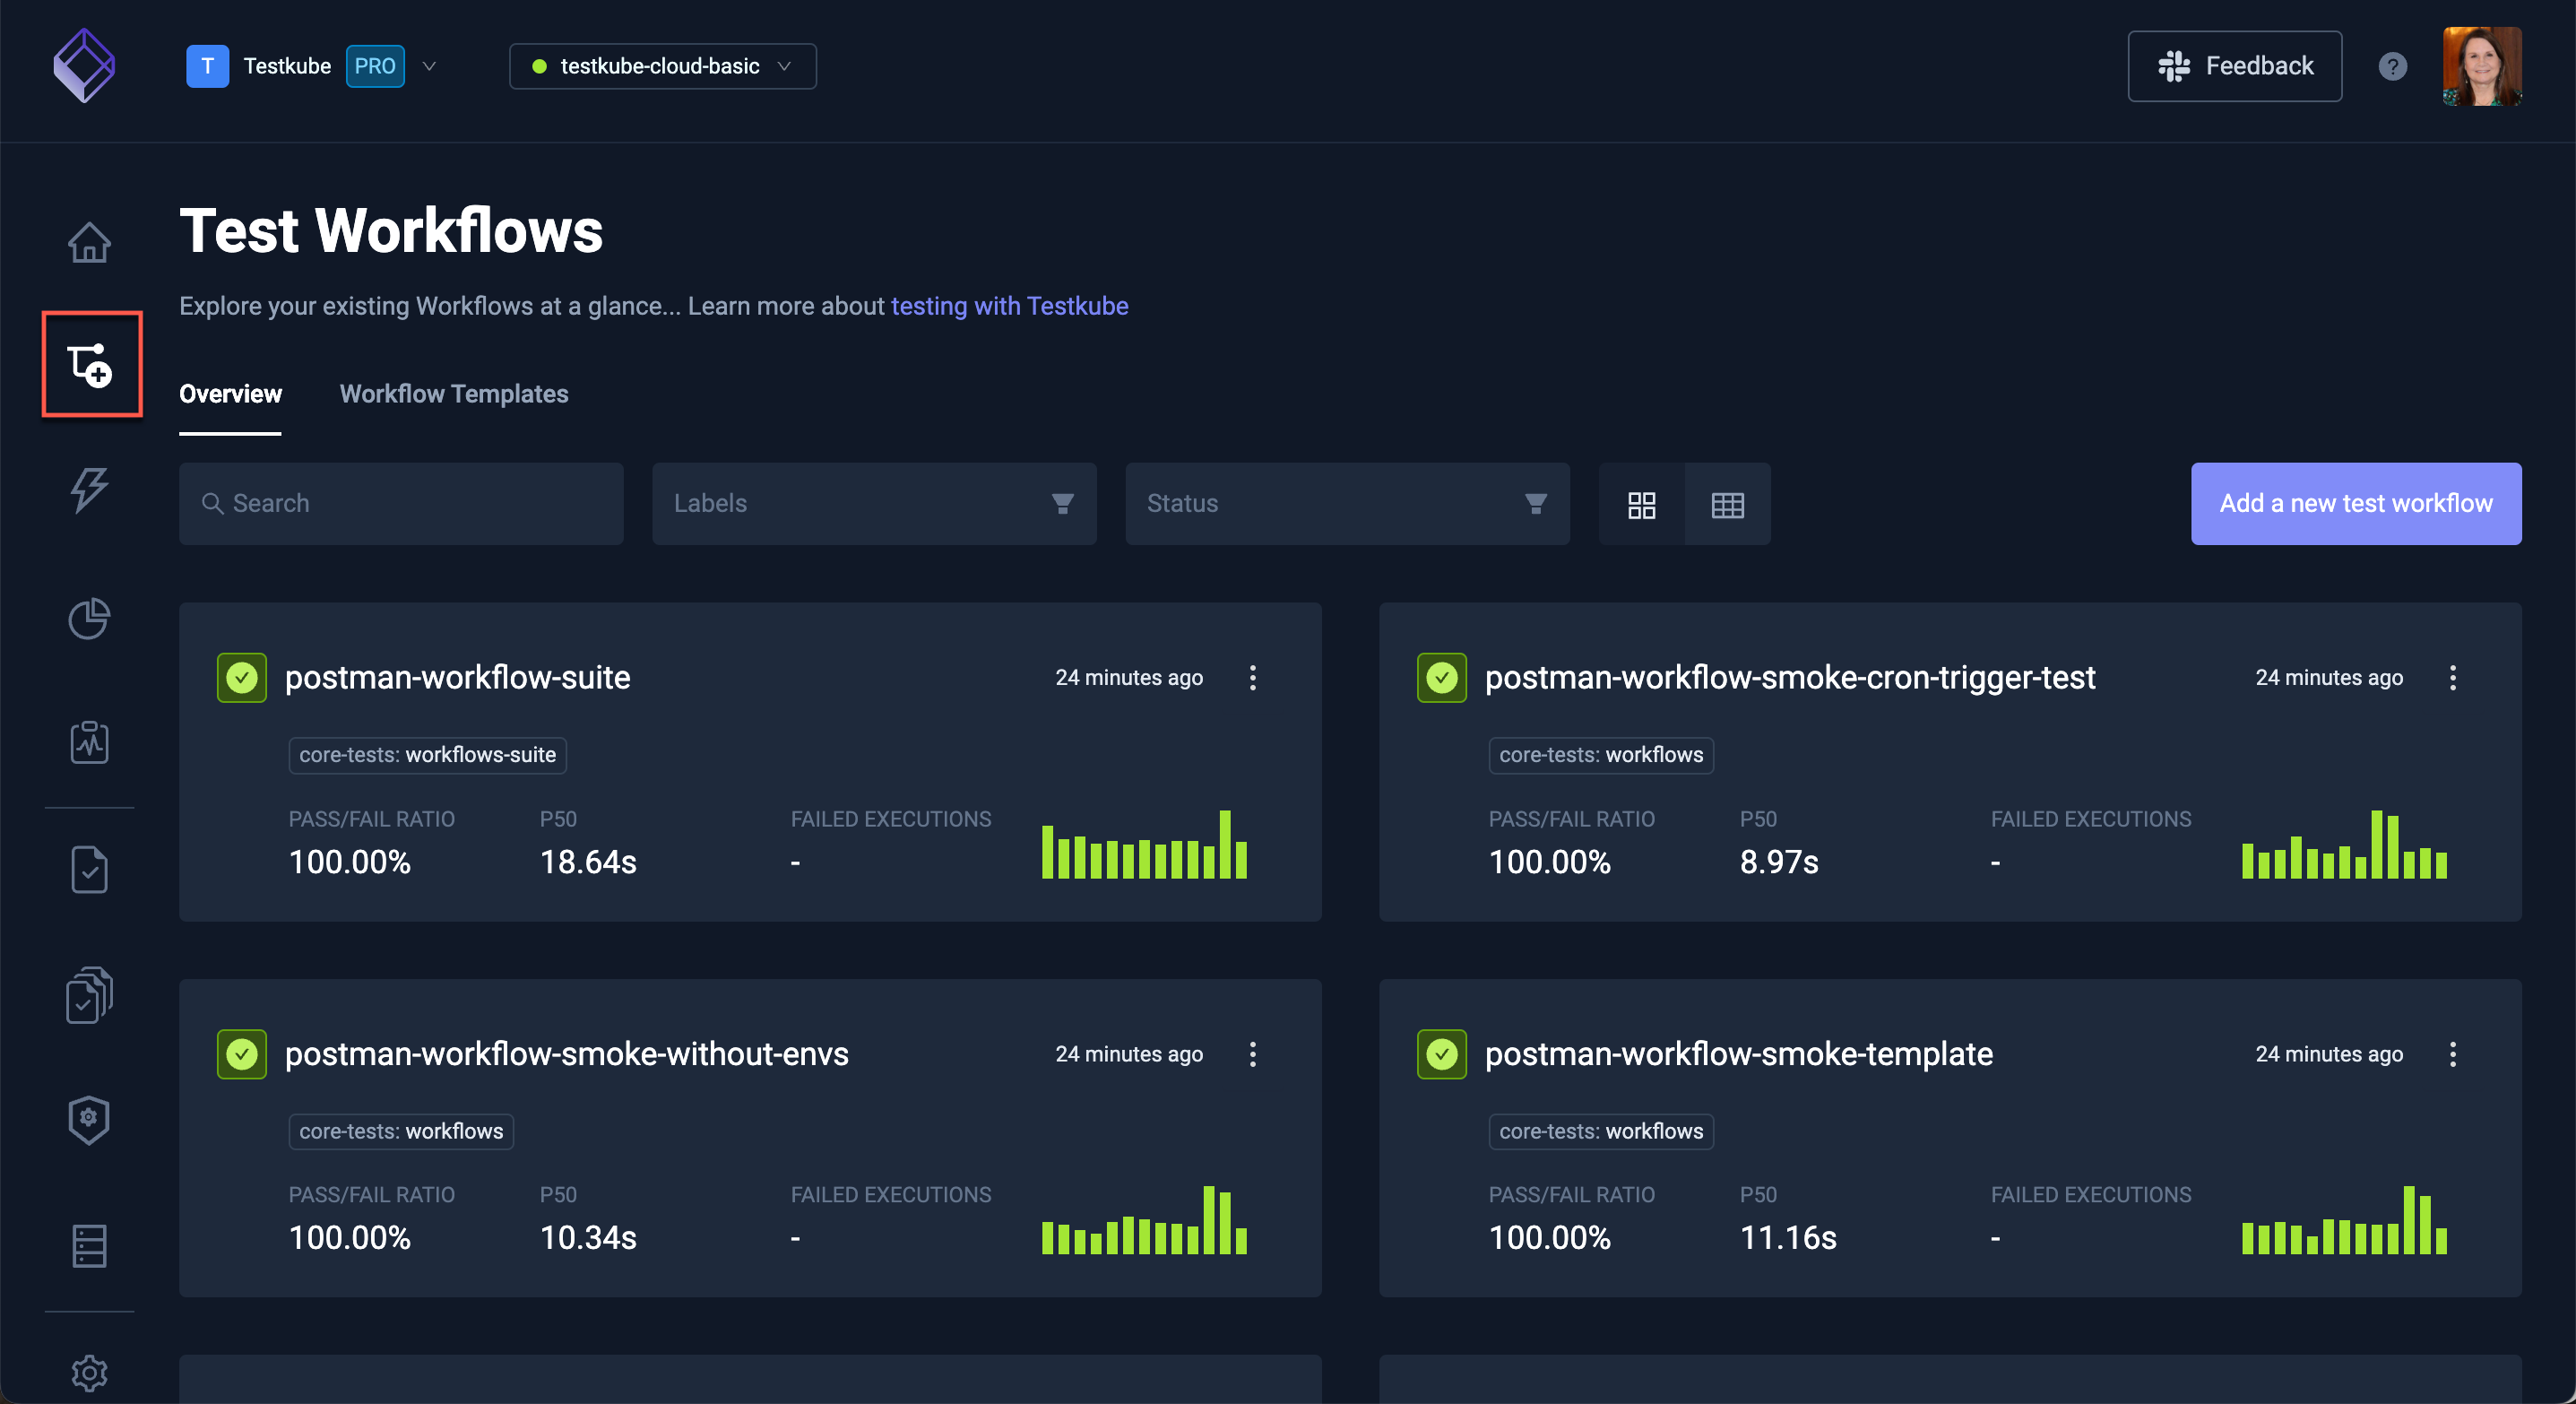 T Testkube PRO testkube-cloud-basic Feedback ?
Test Workflows
Explore your existing Workflows at a glance... Learn more about testing with Testkube
Overview Workflow Templates
Search Labels Status Add a new test workflow
postman-workflow-suite 24 minutes ago
core-tests: workflows-suite
PASS/FAIL RATIO P50 FAILED EXECUTIONS
100.00% 18.64s -
postman-workflow-smoke-cron-trigger-test 24 minutes ago
core-tests: workflows
PASS/FAIL RATIO P50 FAILED EXECUTIONS
100.00% 8.97s -
postman-workflow-smoke-without-envs 24 minutes ago
core-tests: workflows
PASS/FAIL RATIO P50 FAILED EXECUTIONS
100.00% 10.34s -
postman-workflow-smoke-template 24 minutes ago
core-tests: workflows
PASS/FAIL RATIO P50 FAILED EXECUTIONS
100.00% 11.16s -